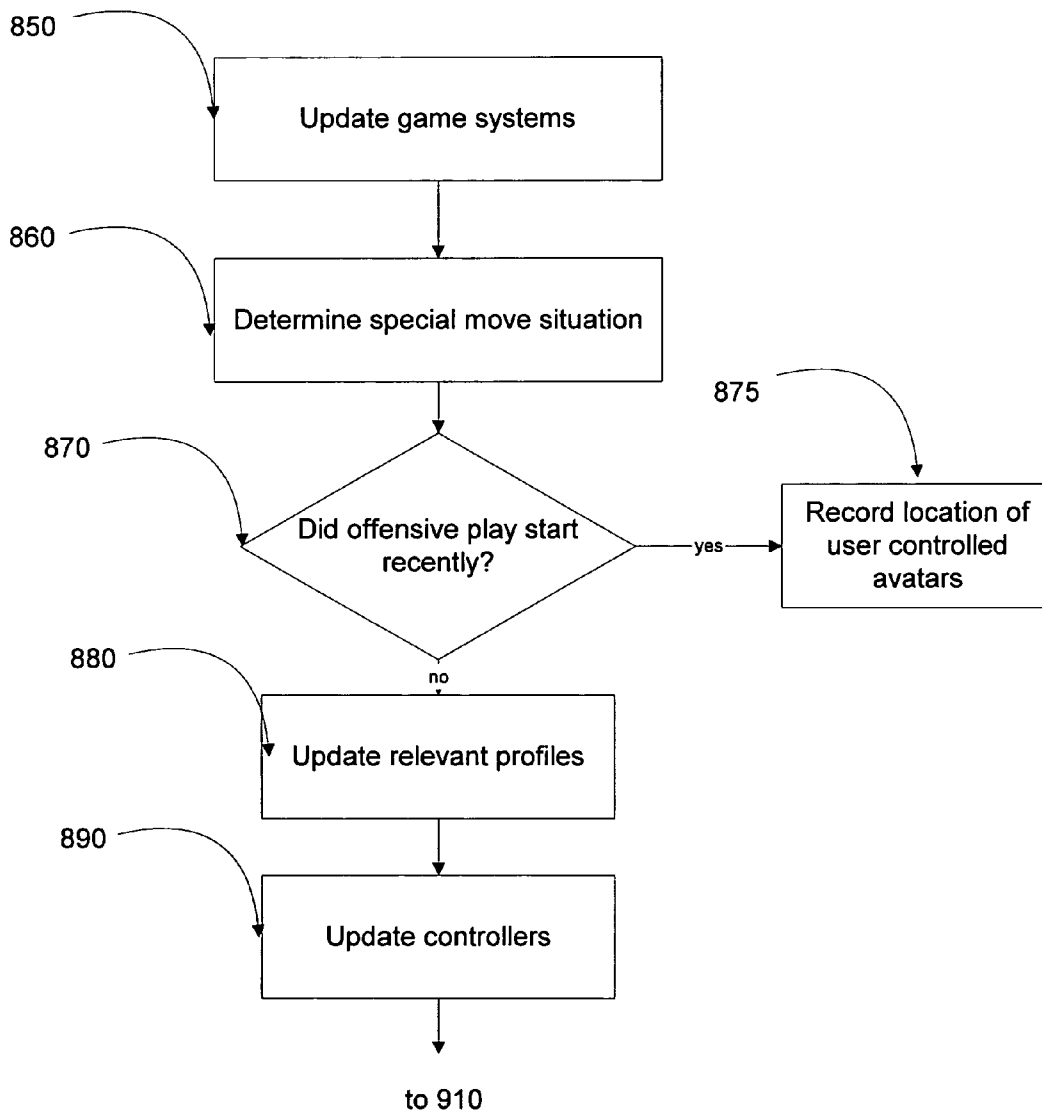 850
Update game systems
860
Determine special move situation
875
870
Did offensive play start
recently?
yes
Record location of
user controlled
avatars
880
no
Update relevant profiles
890
Update controllers
to 910